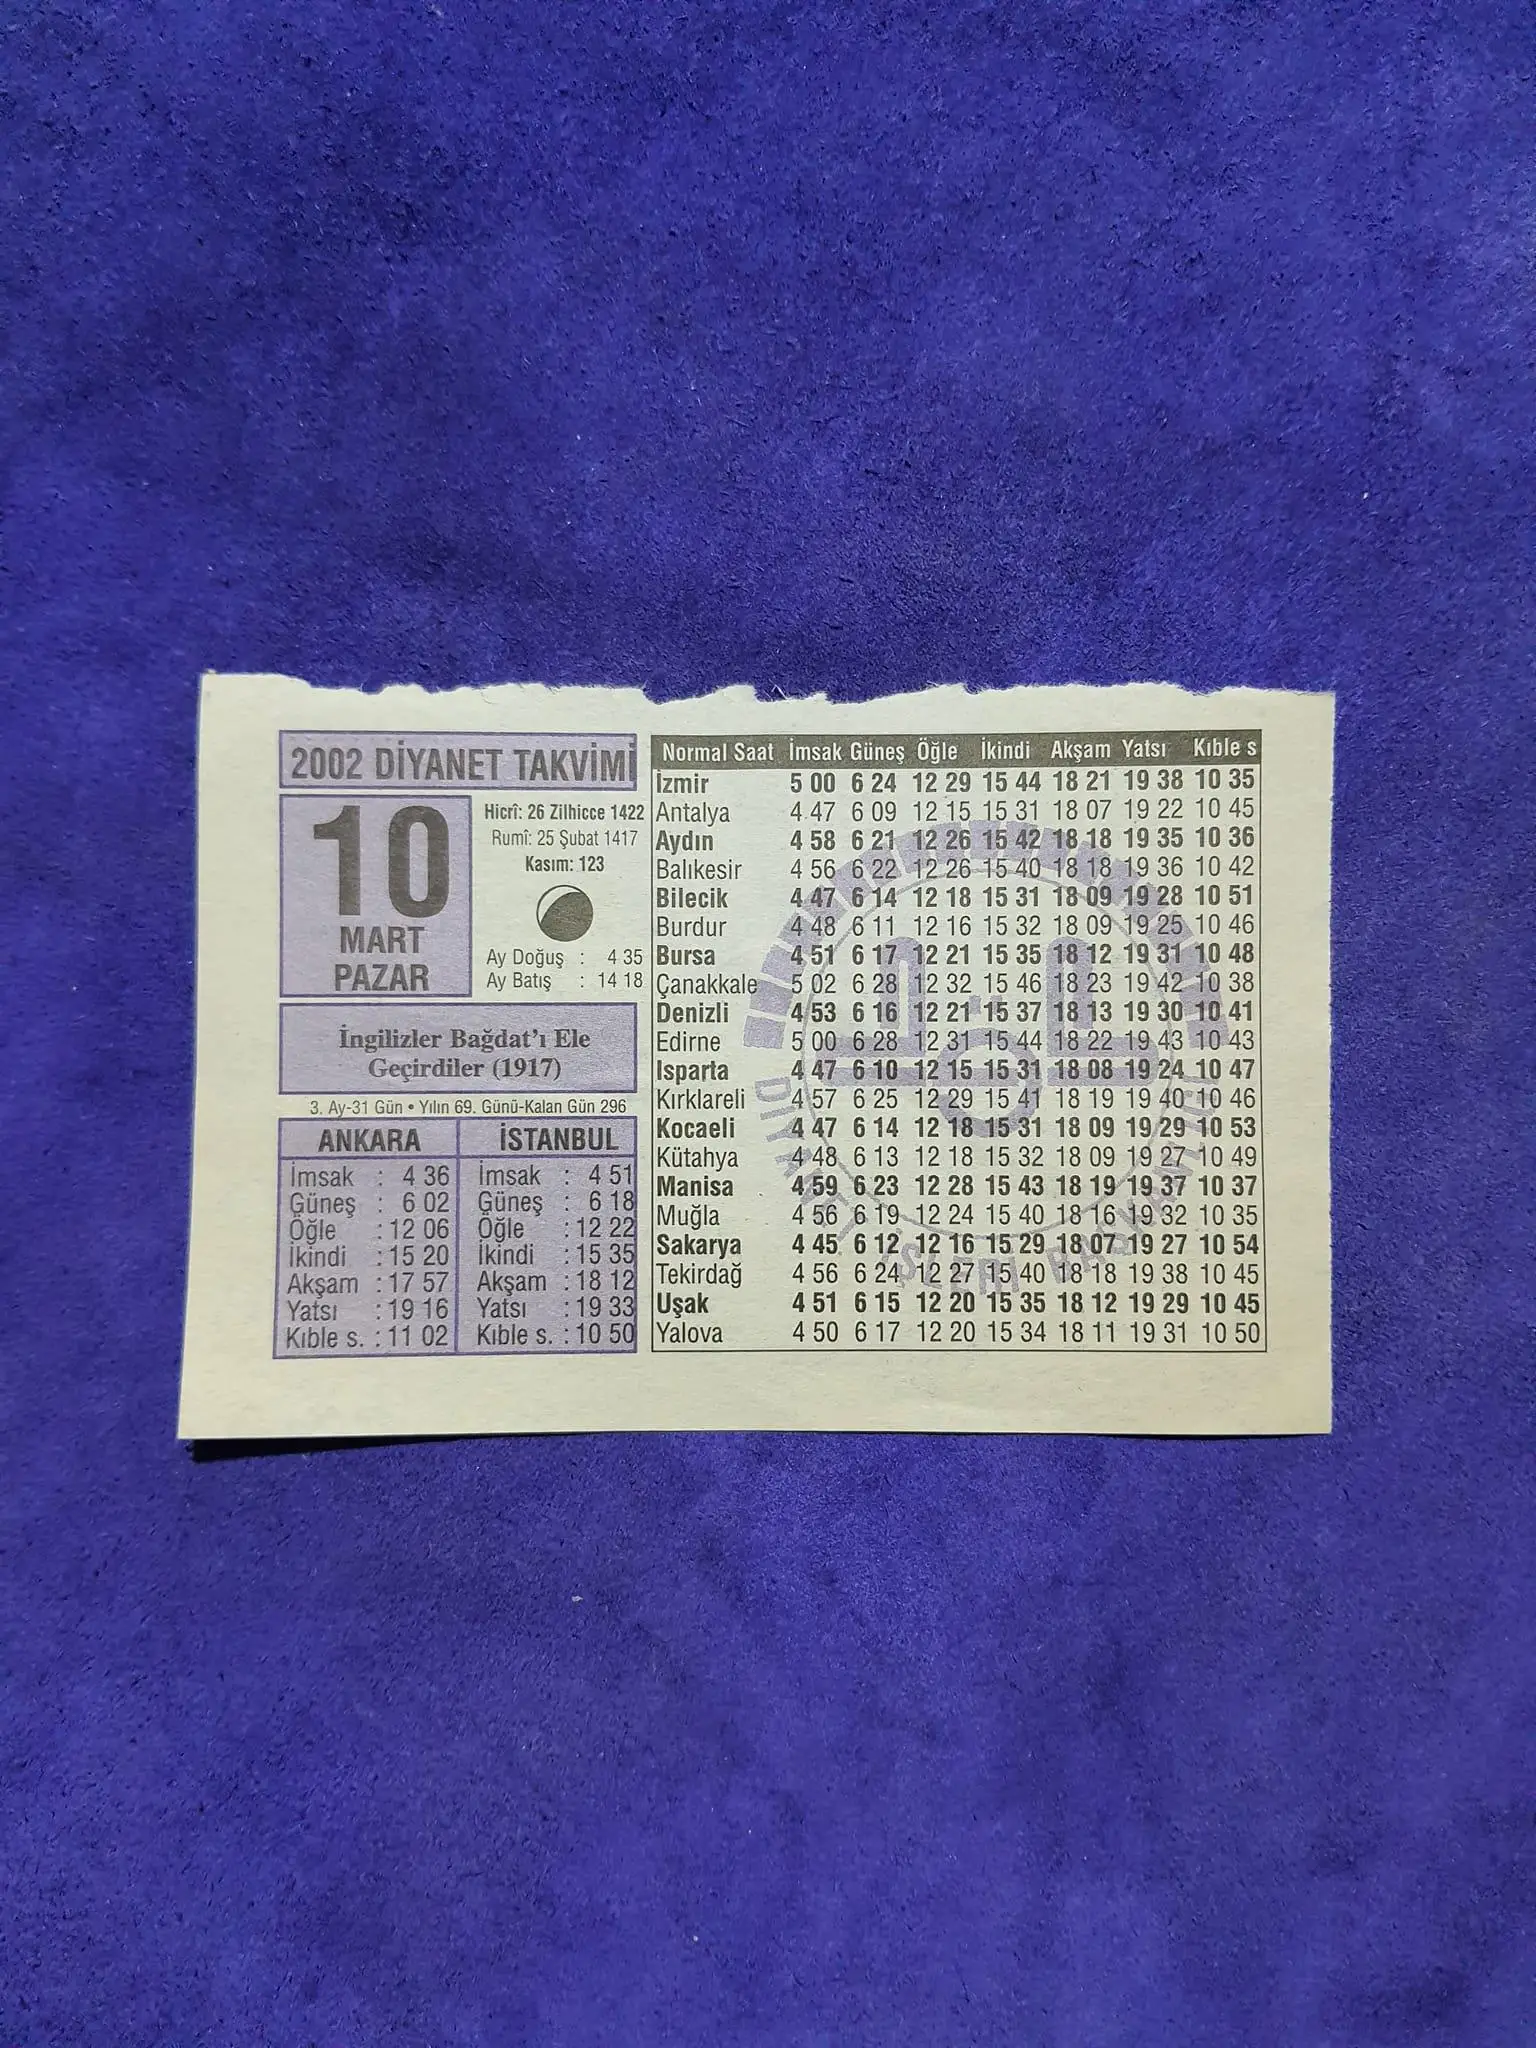 2002 DİYANET TAKVİMİ
10
MART
PAZAR
Hicrî: 26 Zilhicce 1422
Rumî: 25 Şubat 1417
Kasım: 123
Ay Doğuş : 4 35
Ay Batış : 14 18
İngilizler Bağdat'ı Ele
Geçirdiler (1917)
3. Ay-31 Gün • Yılın 69. Günü-Kalan Gün 296
ANKARA
İmsak : 4 36
Güneş : 6 02
Öğle : 12 06
İkindi : 15 20
Akşam : 17 57
Yatsı : 19 16
Kıble s. : 11 02
İSTANBUL
İmsak : 4 51
Güneş : 6 18
Öğle : 12 22
İkindi : 15 35
Akşam : 18 12
Yatsı : 19 33
Kıble s. : 10 50
Normal Saat İmsak Güneş Öğle İkindi Akşam Yatsı Kıble s
İzmir 5 00 6 24 12 29 15 44 18 21 19 38 10 35
Antalya 4 47 6 09 12 15 15 31 18 07 19 22 10 45
Aydın 4 58 6 21 12 26 15 42 18 18 19 35 10 36
Balıkesir 4 56 6 22 12 26 15 40 18 18 19 36 10 42
Bilecik 4 47 6 14 12 18 15 31 18 09 19 28 10 51
Burdur 4 48 6 11 12 16 15 32 18 09 19 25 10 46
Bursa 4 51 6 17 12 21 15 35 18 12 19 31 10 48
Çanakkale 5 02 6 28 12 32 15 46 18 23 19 42 10 38
Denizli 4 53 6 16 12 21 15 37 18 13 19 30 10 41
Edirne 5 00 6 28 12 31 15 44 18 22 19 43 10 43
Isparta 4 47 6 10 12 15 15 31 18 08 19 24 10 47
Kırklareli 4 57 6 25 12 29 15 41 18 19 19 40 10 46
Kocaeli 4 47 6 14 12 18 15 31 18 09 19 29 10 53
Kütahya 4 48 6 13 12 18 15 32 18 09 19 27 10 49
Manisa 4 59 6 23 12 28 15 43 18 19 19 37 10 37
Muğla 4 56 6 19 12 24 15 40 18 16 19 32 10 35
Sakarya 4 45 6 12 12 16 15 29 18 07 19 27 10 54
Tekirdağ 4 56 6 24 12 27 15 40 18 18 19 38 10 45
Uşak 4 51 6 15 12 20 15 35 18 12 19 29 10 45
Yalova 4 50 6 17 12 20 15 34 18 11 19 31 10 50
DİYANET İŞLERİ BAŞKANLIĞI